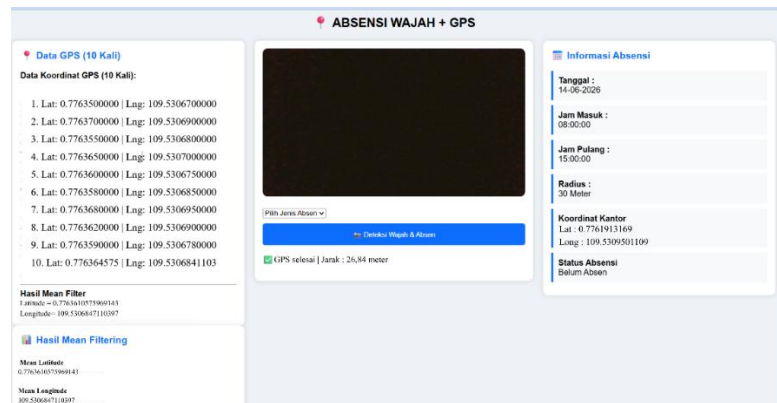 ABSENSI WAJAH + GPS
Data GPS (10 Kali)
Data Koordinat GPS (10 Kali):
1. Lat: 0.7763500000 | Lng: 109.5306700000
2. Lat: 0.7763700000 | Lng: 109.5306900000
3. Lat: 0.7763550000 | Lng: 109.5306800000
4. Lat: 0.7763650000 | Lng: 109.5307000000
5. Lat: 0.7763600000 | Lng: 109.5306750000
6. Lat: 0.7763580000 | Lng: 109.5306850000
7. Lat: 0.7763680000 | Lng: 109.5306950000
8. Lat: 0.7763620000 | Lng: 109.5306900000
9. Lat: 0.7763590000 | Lng: 109.5306780000
10. Lat: 0.776364575 | Lng: 109.5306841103
Hasil Mean Filter
Latitude = 0.7763610575969143
Longitude= 109.5306847110397
Hasil Mean Filtering
Mean Latitude
0.7763610575969143
Mean Longitude
109.5306847110397
Pilih Jenis Absen
Deteksi Wajah & Absen
GPS selesai | Jarak : 26,84 meter
Informasi Absensi
Tanggal :
14-06-2026
Jam Masuk :
08:00:00
Jam Pulang :
15:00:00
Radius :
30 Meter
Koordinat Kantor
Lat : 0.7761913169
Long : 109.5309501109
Status Absensi
Belum Absen